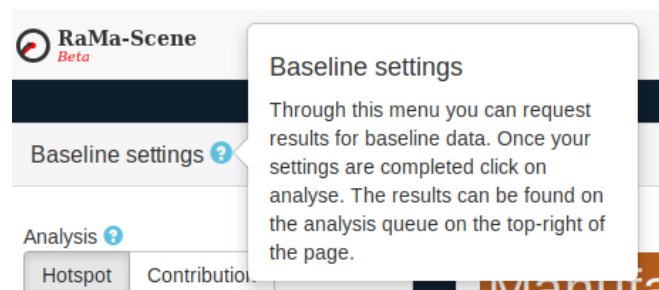 RaMa-Scene
Beta
Baseline settings
Through this menu you can request
results for baseline data. Once your
settings are completed click on
analyse. The results can be found on
the analysis queue on the top-right of
the page.
Baseline settings ?
Analysis ?
Hotspot Contribution